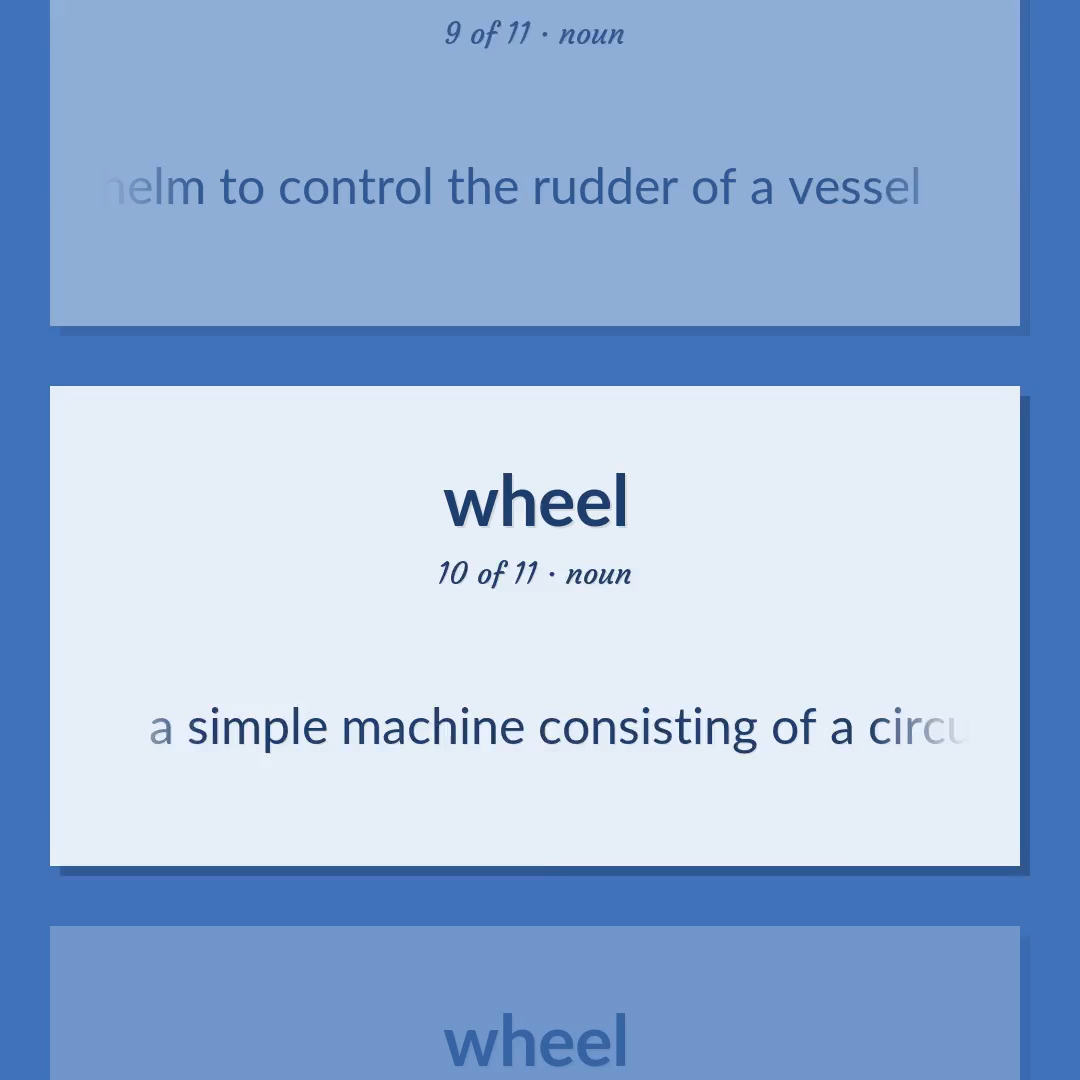 9 of 11 · noun
helm to control the rudder of a vessel
wheel
10 of 11 · noun
a simple machine consisting of a circu
wheel